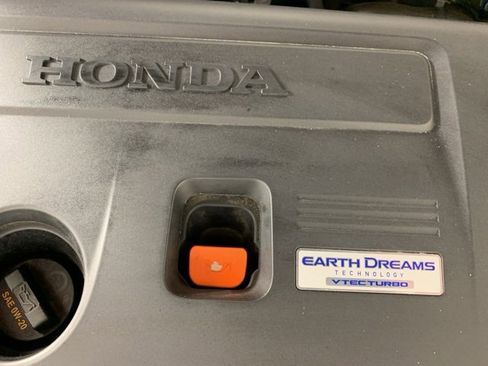 HONDA
EARTH DREAMS
TECHNOLOGY
VTEC TURBO
SAE 0W-20